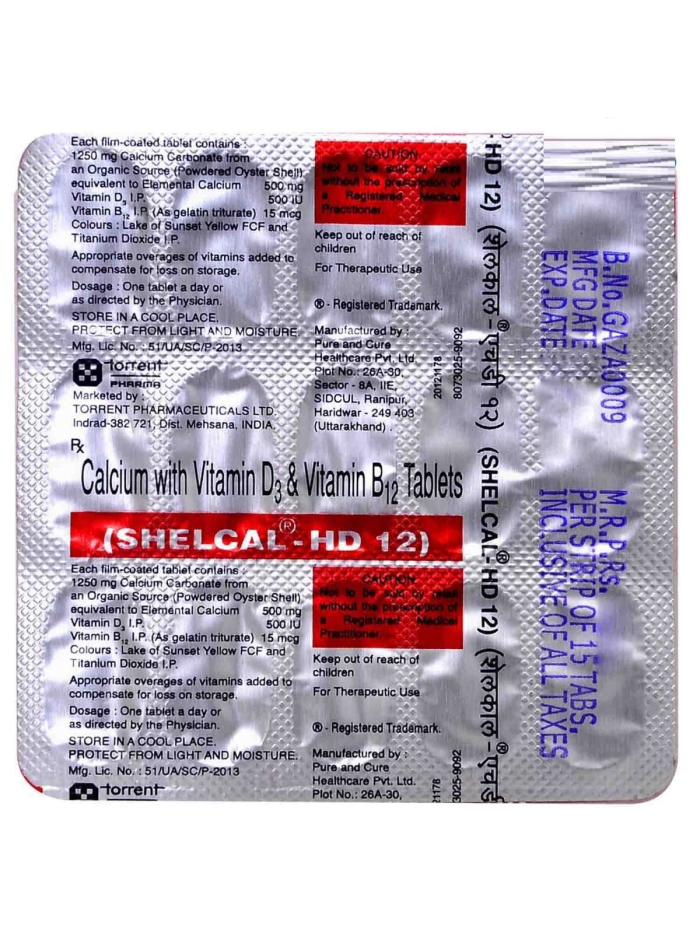 Each film-coated tablet contains :
1250 mg Calcium Carbonate from
an Organic Source (Powdered Oyster Shell)
equivalent to Elemental Calcium 500 mg
Vitamin D3 I.P. 500 IU
Vitamin B12 I.P. (As gelatin triturate) 15 mcg
Colours : Lake of Sunset Yellow FCF and
Titanium Dioxide I.P.
Appropriate overages of vitamins added to
compensate for loss on storage.
Dosage : One tablet a day or
as directed by the Physician.
STORE IN A COOL PLACE.
PROTECT FROM LIGHT AND MOISTURE.
Mfg. Lic. No. : 51/UA/SC/P-2013
torrent
PHARMA
Marketed by :
TORRENT PHARMACEUTICALS LTD.
Indrad-382 721, Dist. Mehsana, INDIA.
CAUTION
Not to be sold by retail
without the prescription of
a Registered Medical
Practitioner.
Keep out of reach of
children
For Therapeutic Use
® - Registered Trademark.
Manufactured by :
Pure and Cure
Healthcare Pvt. Ltd.
Plot No.: 26A-30,
Sector - 8A, IIE,
SIDCUL, Ranipur,
Haridwar - 249 403
(Uttarakhand) .
20121178
8073025-9092
Rx
Calcium with Vitamin D3 & Vitamin B12 Tablets
(SHELCAL®-HD 12)
Each film-coated tablet contains :
1250 mg Calcium Carbonate from
an Organic Source (Powdered Oyster Shell)
equivalent to Elemental Calcium 500 mg
Vitamin D3 I.P. 500 IU
Vitamin B12 I.P. (As gelatin triturate) 15 mcg
Colours : Lake of Sunset Yellow FCF and
Titanium Dioxide I.P.
Appropriate overages of vitamins added to
compensate for loss on storage.
Dosage : One tablet a day or
as directed by the Physician.
STORE IN A COOL PLACE.
PROTECT FROM LIGHT AND MOISTURE.
Mfg. Lic. No. : 51/UA/SC/P-2013
torrent
CAUTION
Not to be sold by retail
without the prescription of
a Registered Medical
Practitioner.
Keep out of reach of
children
For Therapeutic Use
® - Registered Trademark.
Manufactured by :
Pure and Cure
Healthcare Pvt. Ltd.
Plot No.: 26A-30,
21178
3025-9092
® HD 12) (शेलकाल-®एचडी १२) (SHELCAL®-HD 12) (शेलकाल-®एचडी
B.No.GAZA0009
MFG DATE :
EXP.DATE :
M.R.P.RS.
PER STRIP OF 15 TABS,
INCLUSIVE OF ALL TAXES